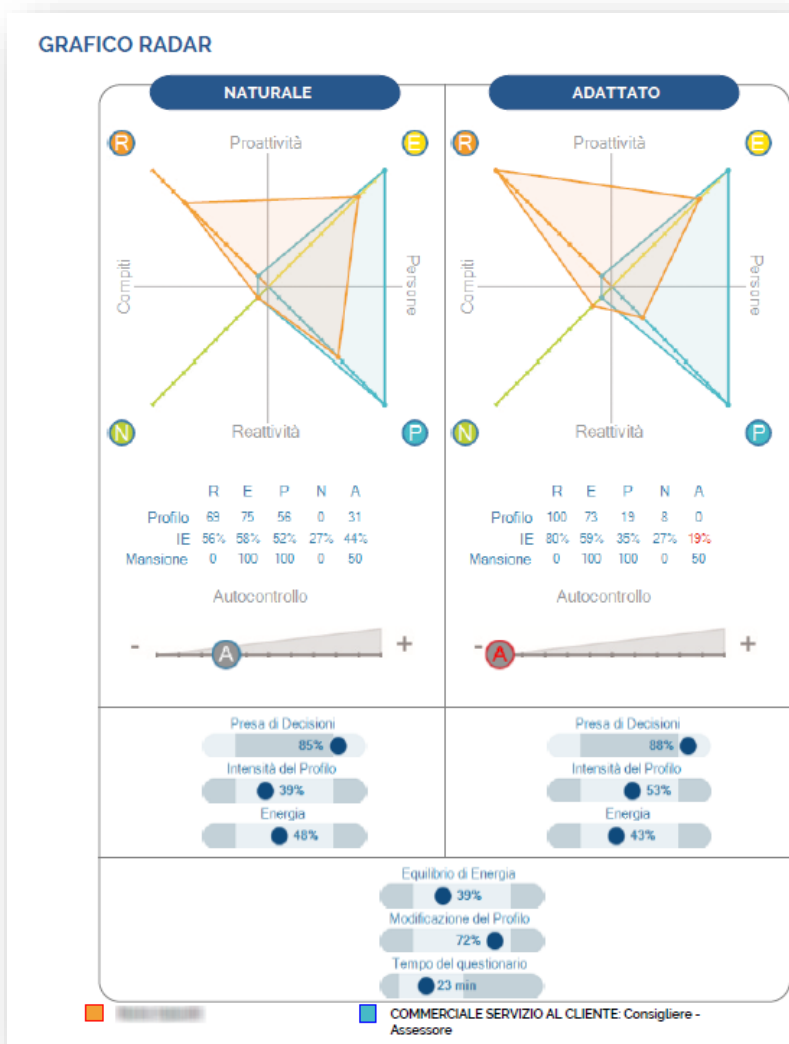 GRAFICO RADAR
NATURALE
R
Proattività
E
Compiti
Persone
N
Reattività
P
R E P N A
Profilo 69 75 56 0 31
IE 56% 58% 52% 27% 44%
Mansione 0 100 100 0 50
Autocontrollo
- A +
Presa di Decisioni
85%
Intensità del Profilo
39%
Energia
48%
ADATTATO
R
Proattività
E
Compiti
Persone
N
Reattività
P
R E P N A
Profilo 100 73 19 8 0
IE 80% 59% 35% 27% 19%
Mansione 0 100 100 0 50
Autocontrollo
- A +
Presa di Decisioni
88%
Intensità del Profilo
53%
Energia
43%
Equilibrio di Energia
39%
Modificazione del Profilo
72%
Tempo del questionario
23 min
COMMERCIALE SERVIZIO AL CLIENTE: Consigliere -
Assessore